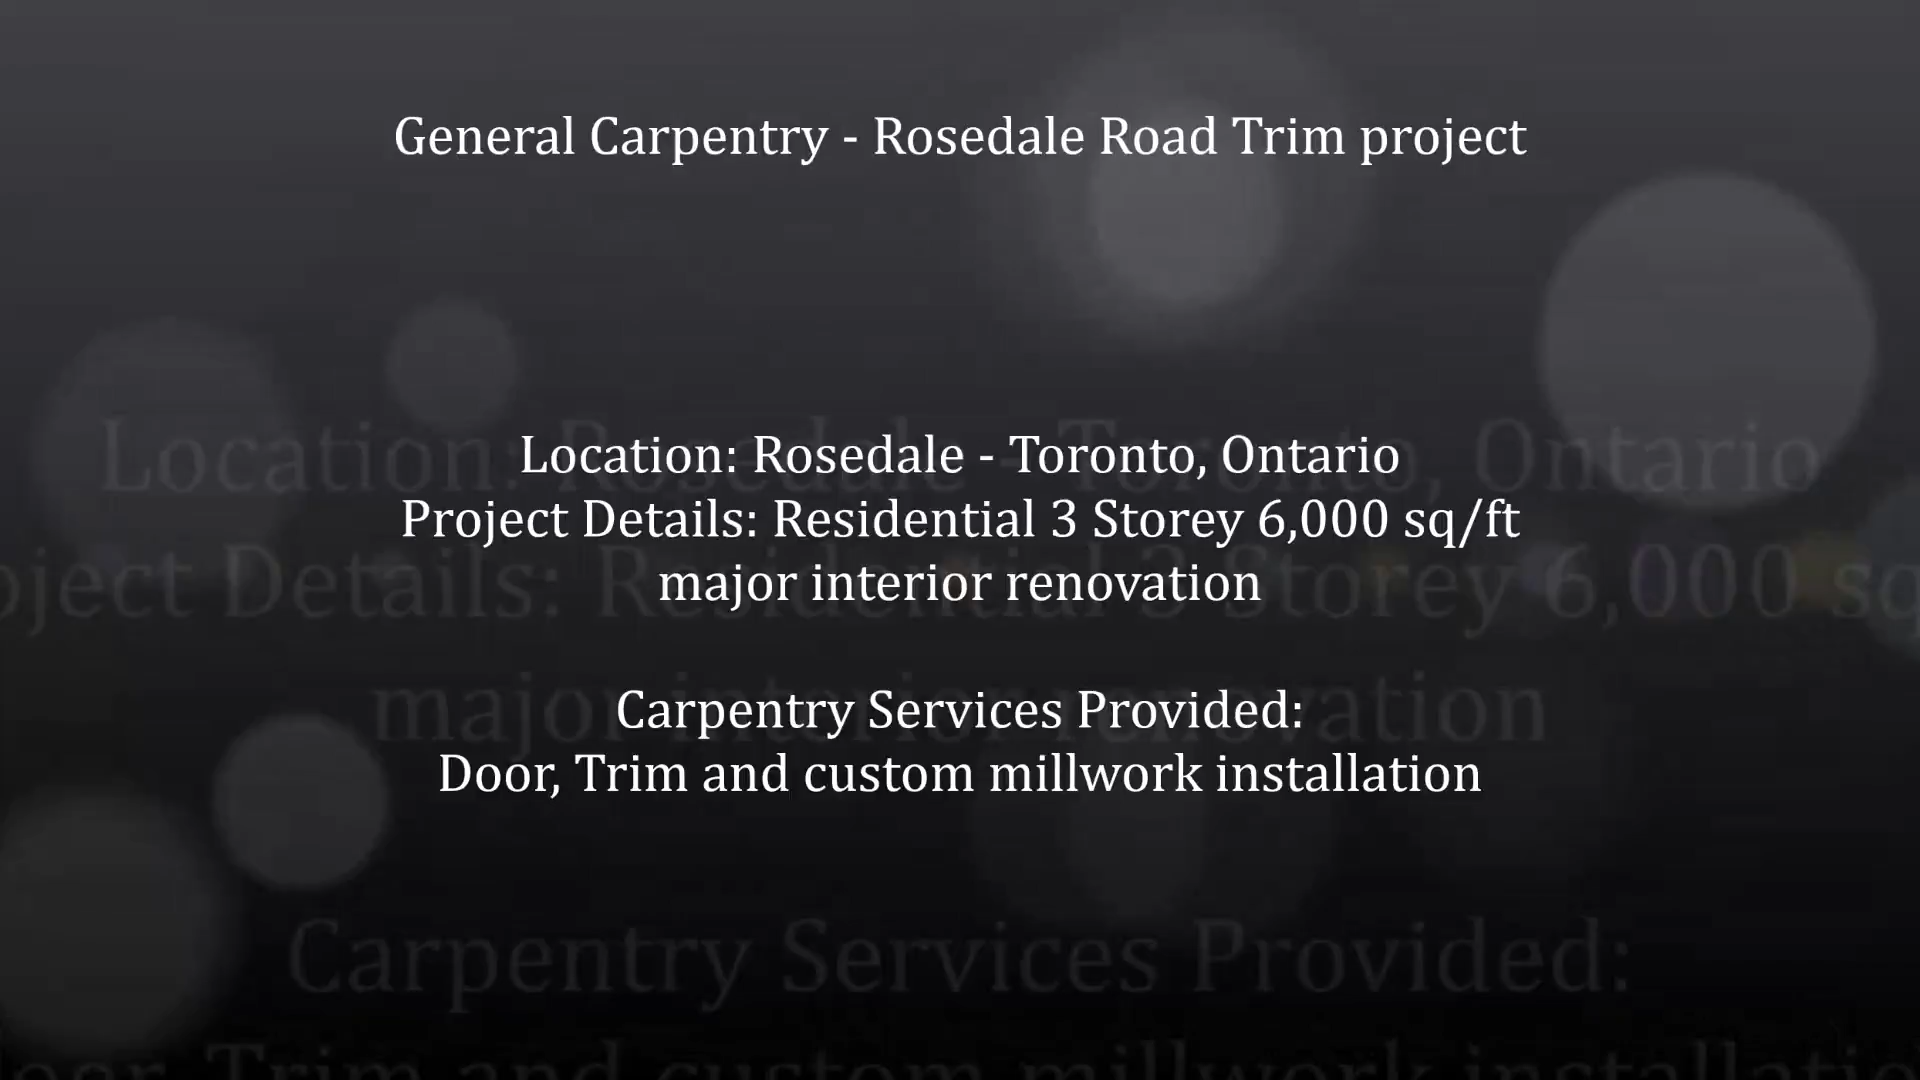 General Carpentry - Rosedale Road Trim project
Location: Rosedale - Toronto, Ontario
Project Details: Residential 3 Storey 6,000 sq/ft
major interior renovation
Carpentry Services Provided:
Door, Trim and custom millwork installation